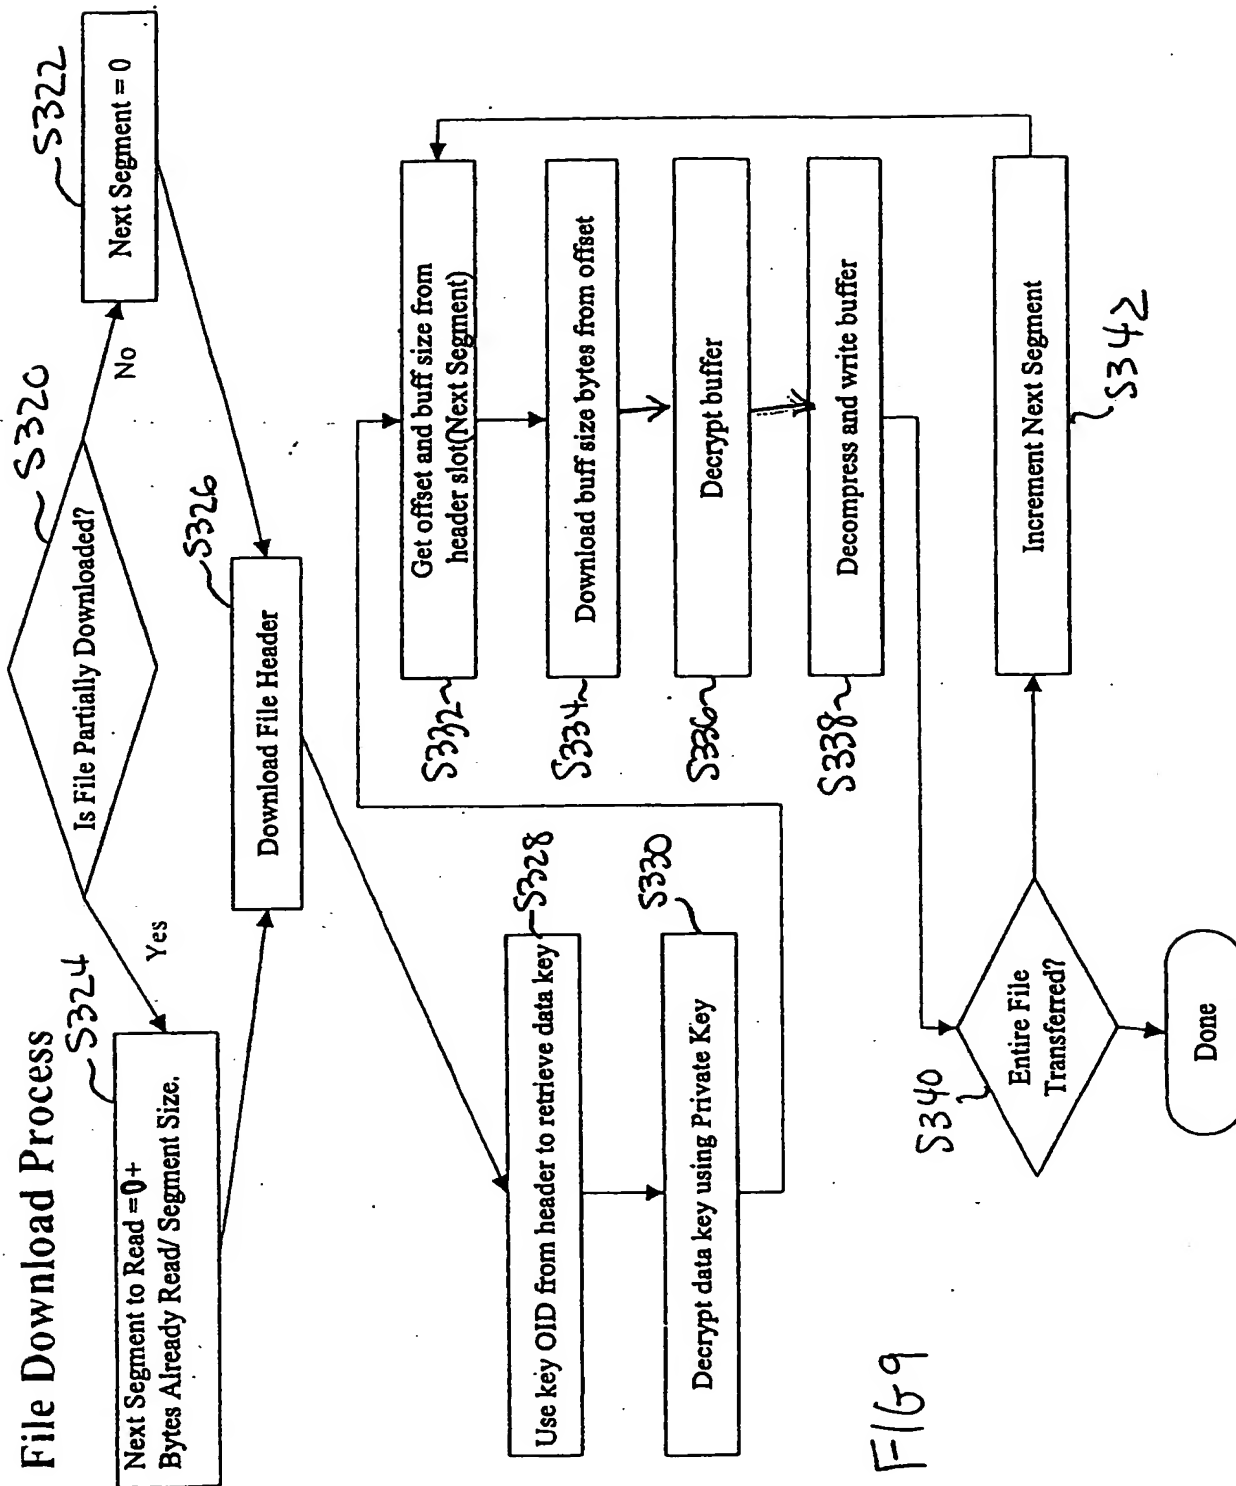 File Download Process
S320
Is File Partially Downloaded?
Yes
No
S324
Next Segment to Read =0+
Bytes Already Read/ Segment Size.
S322
Next Segment = 0
S326
Download File Header
S328
Use key OID from header to retrieve data key
S330
Decrypt data key using Private Key
S332
Get offset and buff size from
header slot(Next Segment)
S334
Download buff size bytes from offset
S336
Decrypt buffer
S338
Decompress and write buffer
S340
Entire File
Transferred?
S342
Increment Next Segment
Done
FIG 9